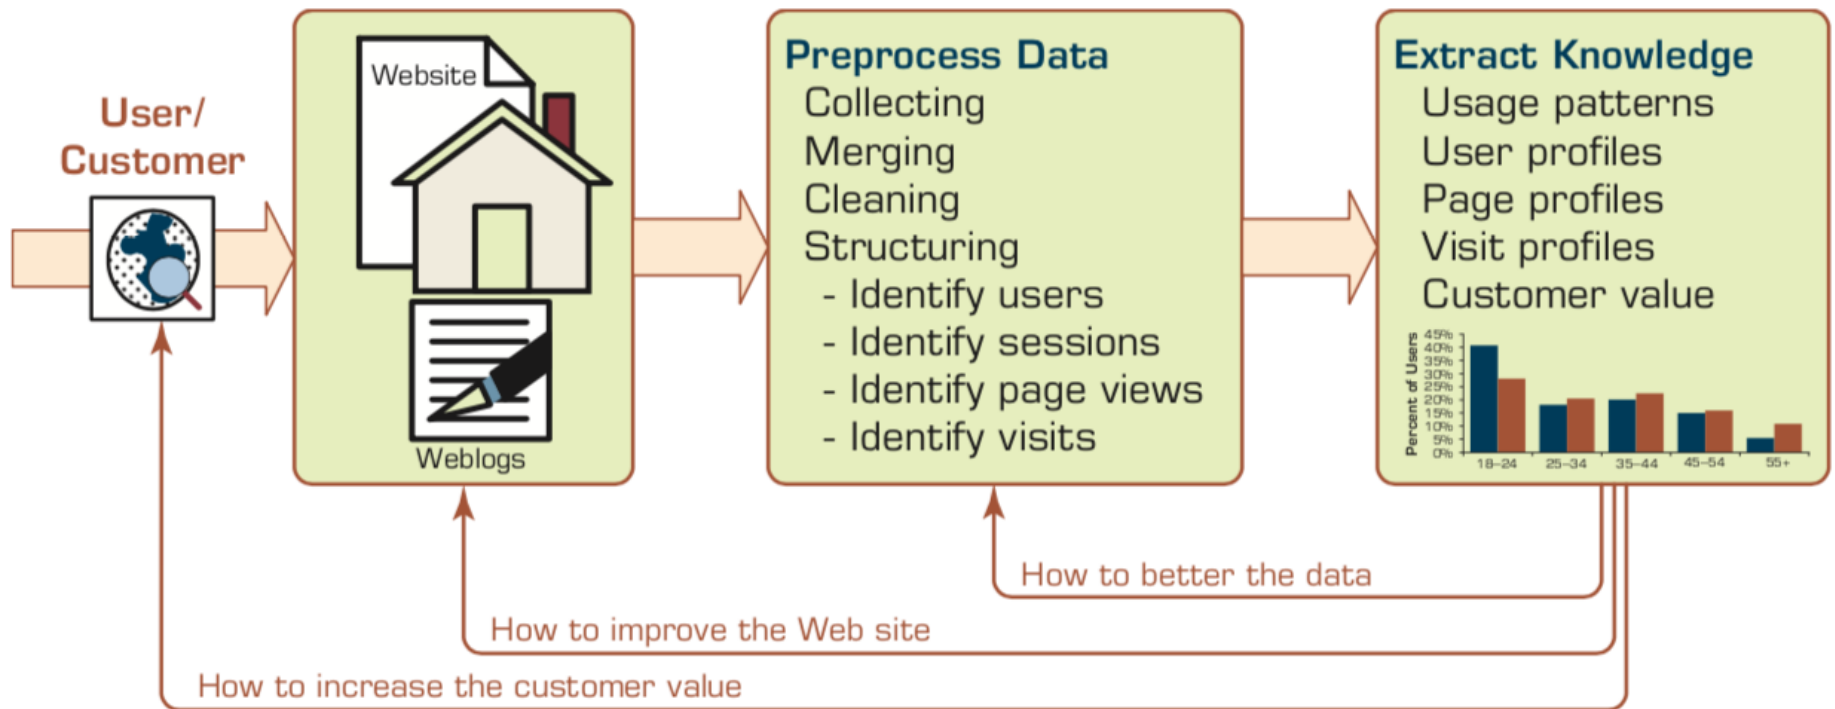 User/
Customer
Website
Weblogs
Preprocess Data
Collecting
Merging
Cleaning
Structuring
- Identify users
- Identify sessions
- Identify page views
- Identify visits
Extract Knowledge
Usage patterns
User profiles
Page profiles
Visit profiles
Customer value
Percent of Users
45%
40%
35%
30%
25%
20%
15%
10%
5%
0%
18–24
25–34
35–44
45–54
55+
How to better the data
How to improve the Web site
How to increase the customer value